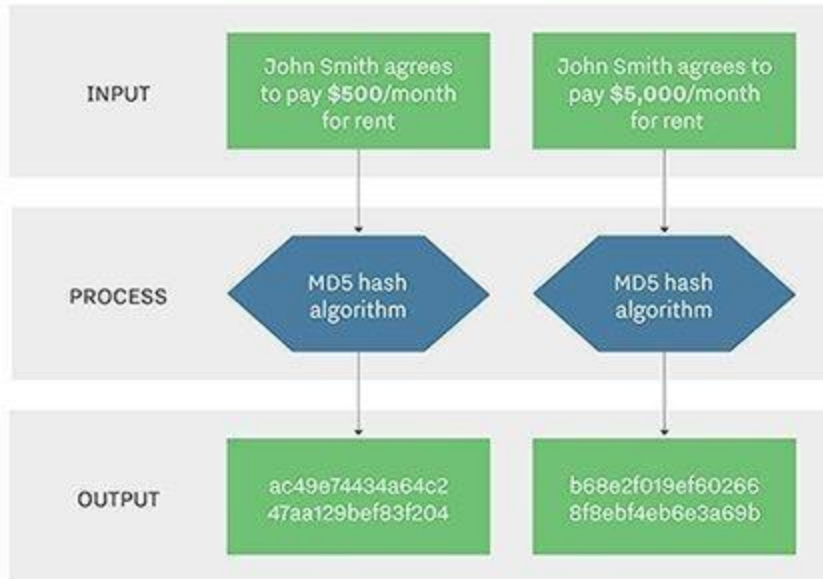 INPUT
John Smith agrees
to pay $500/month
for rent
John Smith agrees to
pay $5,000/month
for rent
PROCESS
MD5 hash
algorithm
MD5 hash
algorithm
OUTPUT
ac49e74434a64c2
47aa129bef83f204
b68e2f019ef60266
8f8ebf4eb6e3a69b